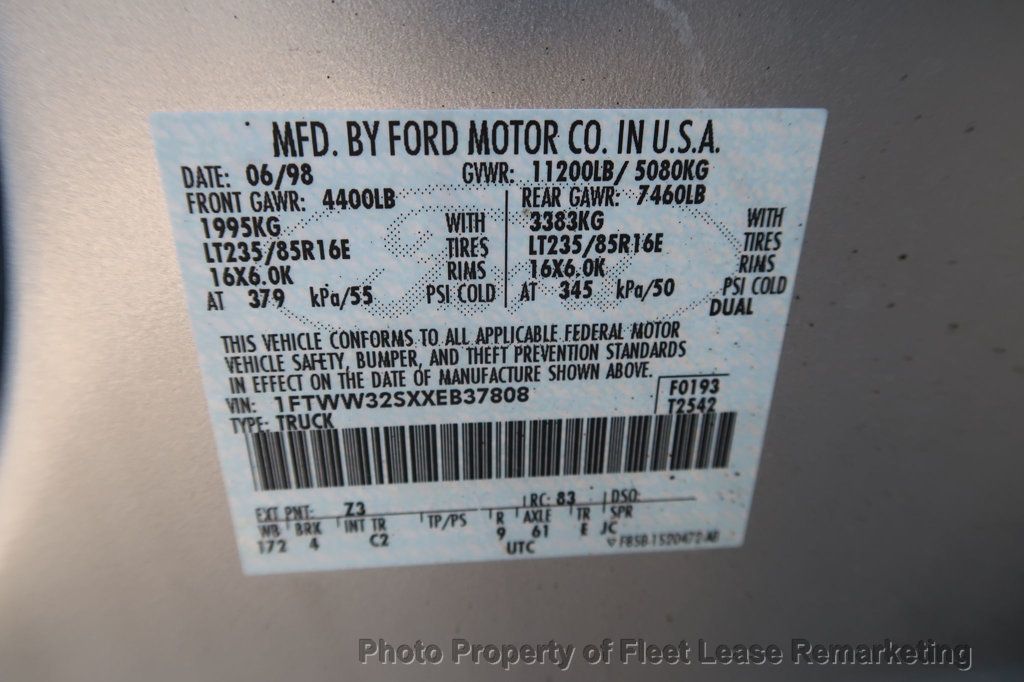 MFD. BY FORD MOTOR CO. IN U.S.A.
DATE: 06/98 GVWR: 11200LB/ 5080KG
FRONT GAWR: 4400LB REAR GAWR: 7460LB
1995KG WITH 3383KG WITH
LT235/85R16E TIRES LT235/85R16E TIRES
16X6.0K RIMS 16X6.0K RIMS
AT 379 kPa/55 PSI COLD AT 345 kPa/50 PSI COLD
DUAL
THIS VEHICLE CONFORMS TO ALL APPLICABLE FEDERAL MOTOR
VEHICLE SAFETY, BUMPER, AND THEFT PREVENTION STANDARDS
IN EFFECT ON THE DATE OF MANUFACTURE SHOWN ABOVE.
F0193
VIN: 1FTWW32SXXEB37808 T2542
TYPE: TRUCK
EXT PNT: Z3 RC: 83 DSO:
WB BRK INT TR TP/PS R AXLE TR SPR
172 4 C2 9 61 E JC
UTC F85B-1520472-AB
Photo Property of Fleet Lease Remarketing